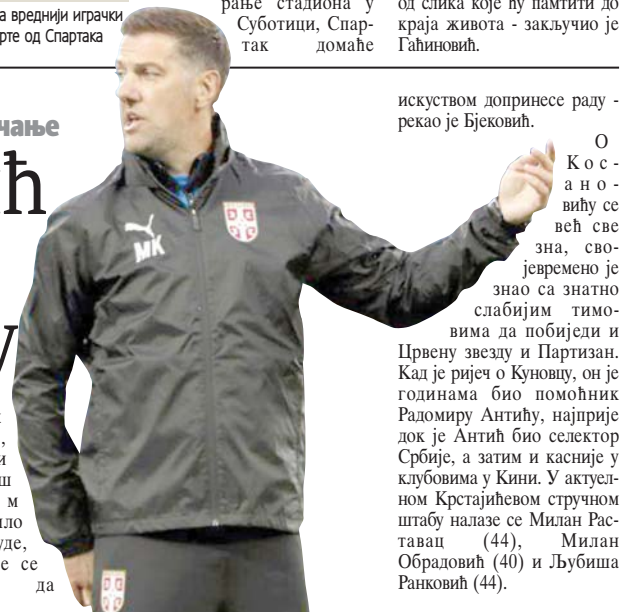 а вреднији играчки
рте од Спартака
рање стадиона у
Суботици, Спар-
так домаће
од слика које ћу памтити до
краја живота - закључио је
Гаћиновић.
чање
ћ
у
,
и
ш
м
ило
уде,
е се
да
MK
искуством допринесе раду -
рекао је Бјековић.
О
Кос-
ано-
вићу се
већ све
зна, сво-
јевремено је
знао са знатно
слабијим тимо-
вима да побиједи и
Црвену звезду и Партизан.
Кад је ријеч о Куновцу, он је
годинама био помоћник
Радомиру Антићу, најприје
док је Антић био селектор
Србије, а затим и касније у
клубовима у Кини. У актуел-
ном Крстајићевом стручном
штабу налазе се Милан Рас-
тавац (44), Милан
Обрадовић (40) и Љубиша
Ранковић (44).